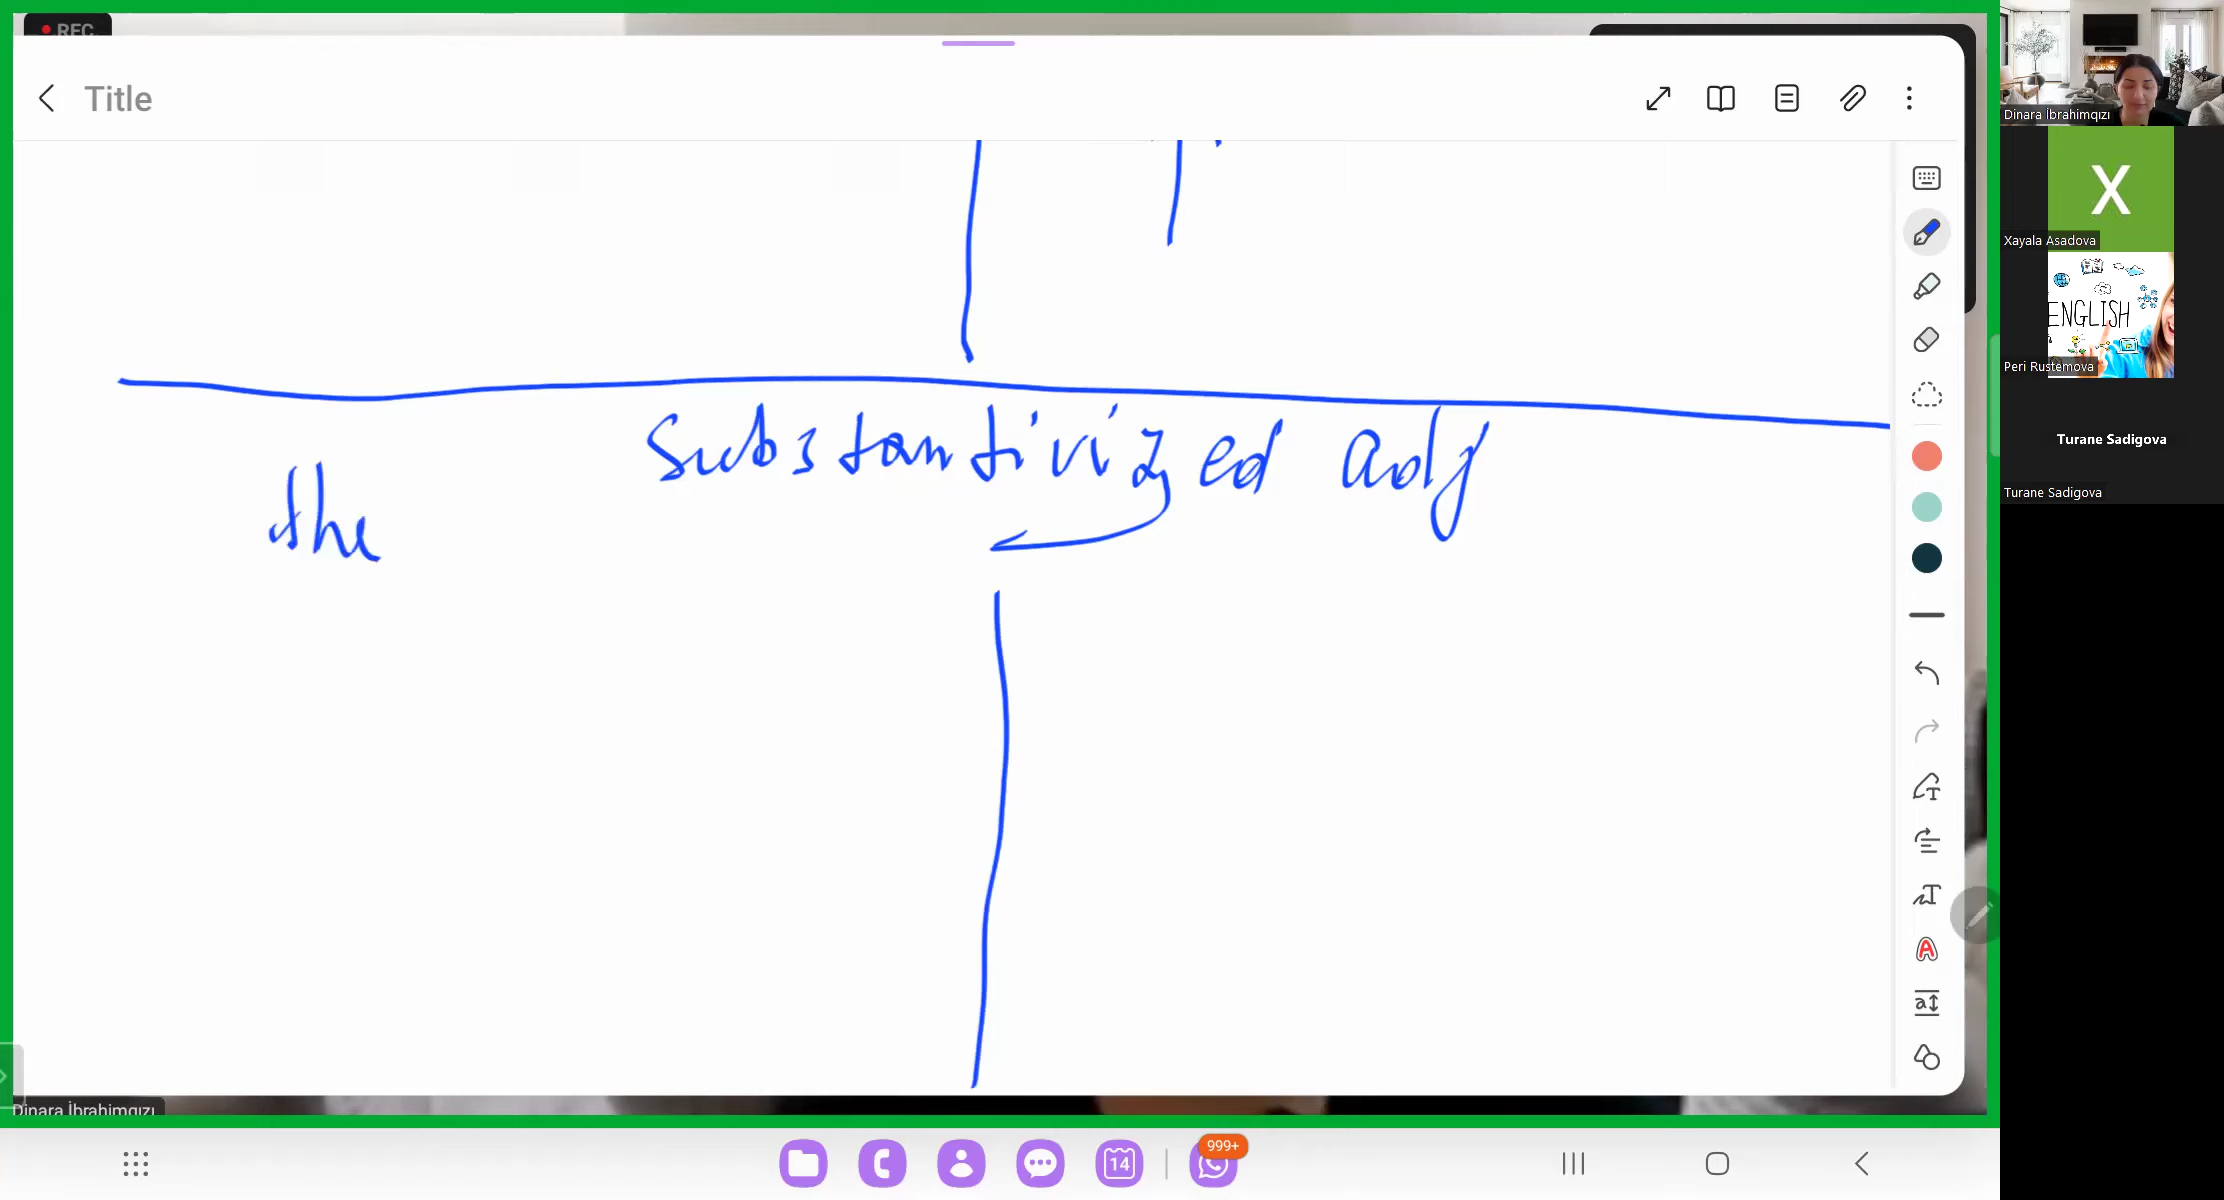 REC
Title
Substantivized adj
the
Dinara İbrahimqızı
14
999+
Dinara İbrahimqızı
X
Xayala Asadova
ENGLISH
Peri Rustemova
Turane Sadigova
Turane Sadigova